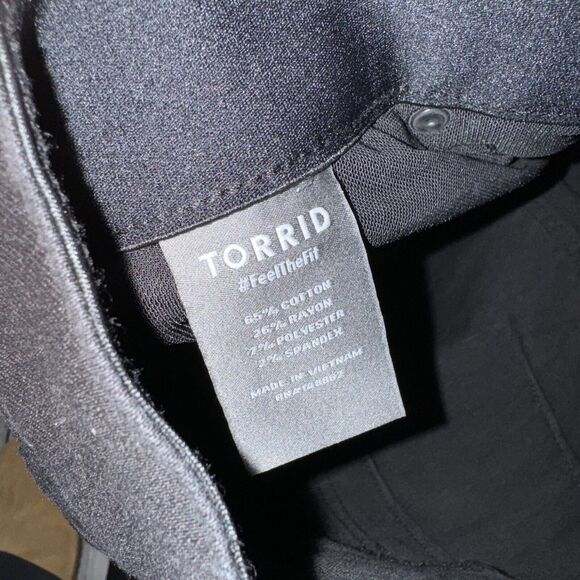 TORRID
#FeelTheFit
65% COTTON
26% RAYON
7% POLYESTER
2% SPANDEX
MADE IN VIETNAM